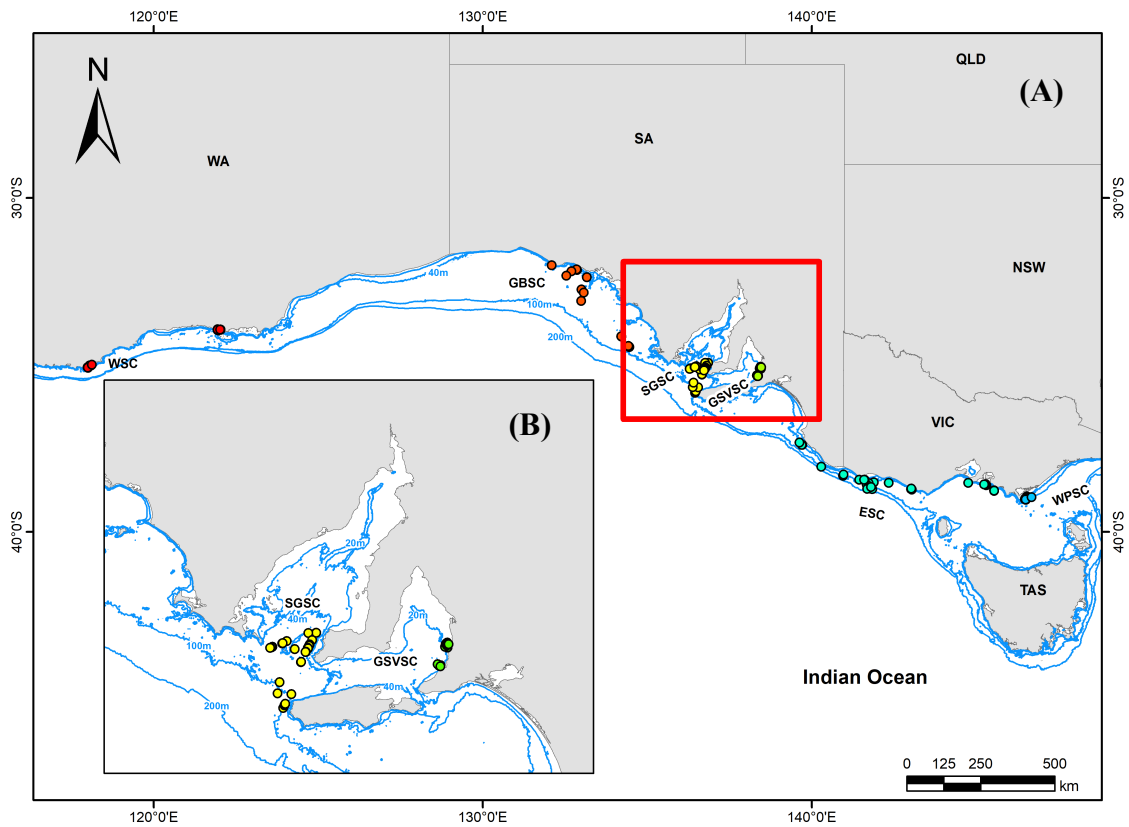 120°0'E 130°0'E 140°0'E
N
(A)
QLD
SA
WA
30°0'S
30°0'S
NSW
40m
GBSC
100m
200m
WSC
SGSC
GSVSC
VIC
(B)
ESC
WPSC
40°0'S
40°0'S
TAS
20m
SGSC
40m
20m
100m
GSVSC
40m
200m
Indian Ocean
0 125 250 500
km
120°0'E 130°0'E 140°0'E